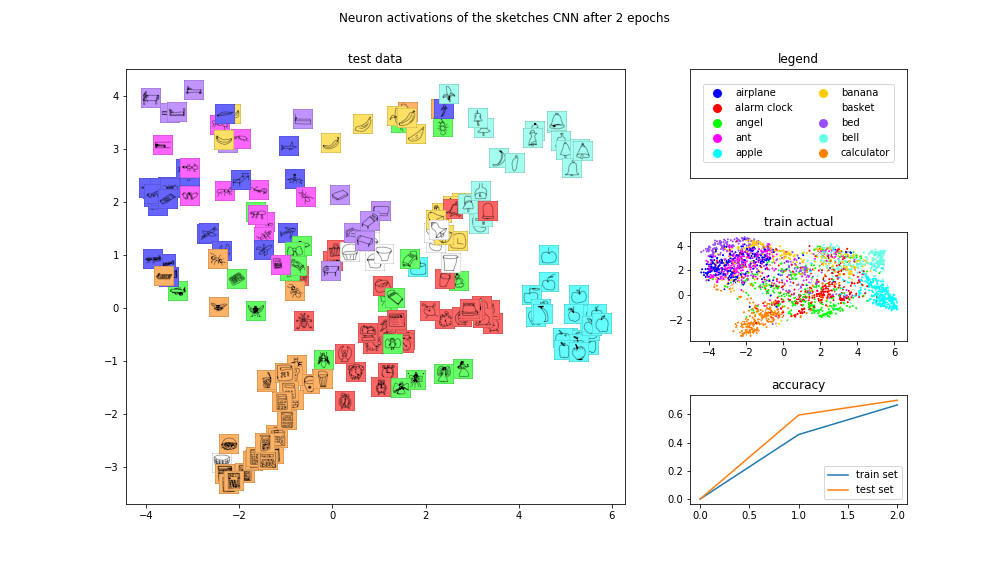 Neuron activations of the sketches CNN after 2 epochs
test data
4
3
2
1
0
−1
−2
−3
−4 −2 0 2 4 6
legend
airplane banana
alarm clock basket
angel bed
ant bell
apple calculator
train actual
4
2
0
−2
−4 −2 0 2 4 6
accuracy
0.6
0.4
0.2
0.0
train set
test set
0.0 0.5 1.0 1.5 2.0